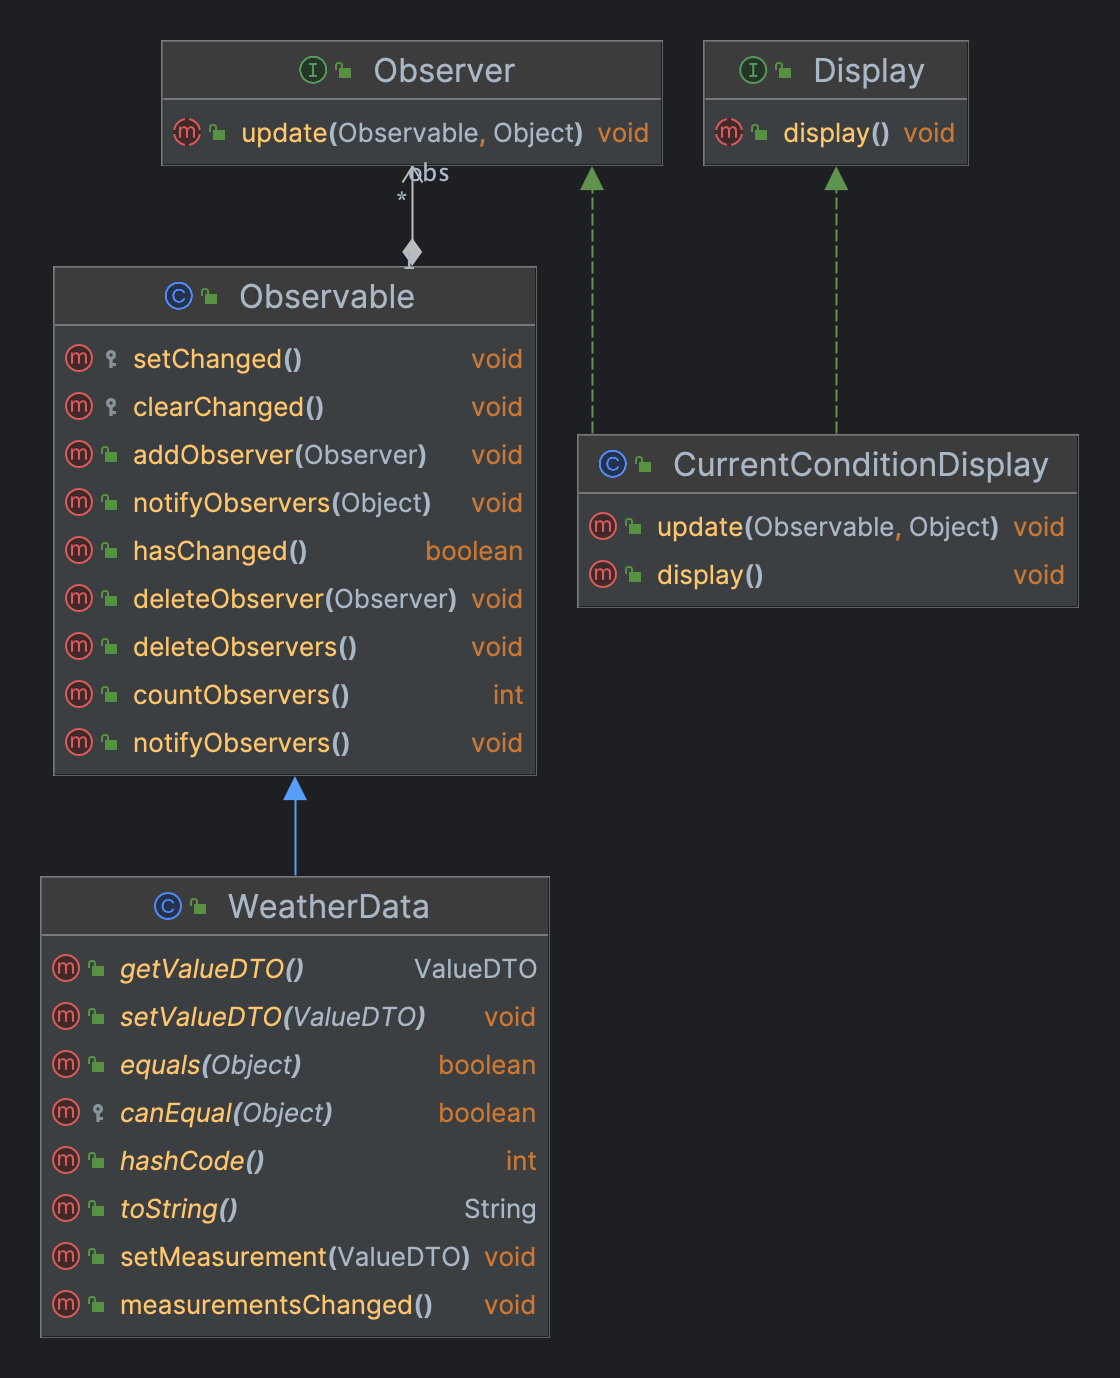 Observer
update(Observable, Object) void
Display
display() void
obs
*
1
Observable
setChanged() void
clearChanged() void
addObserver(Observer) void
notifyObservers(Object) void
hasChanged() boolean
deleteObserver(Observer) void
deleteObservers() void
countObservers() int
notifyObservers() void
CurrentConditionDisplay
update(Observable, Object) void
display() void
WeatherData
getValueDTO() ValueDTO
setValueDTO(ValueDTO) void
equals(Object) boolean
canEqual(Object) boolean
hashCode() int
toString() String
setMeasurement(ValueDTO) void
measurementsChanged() void